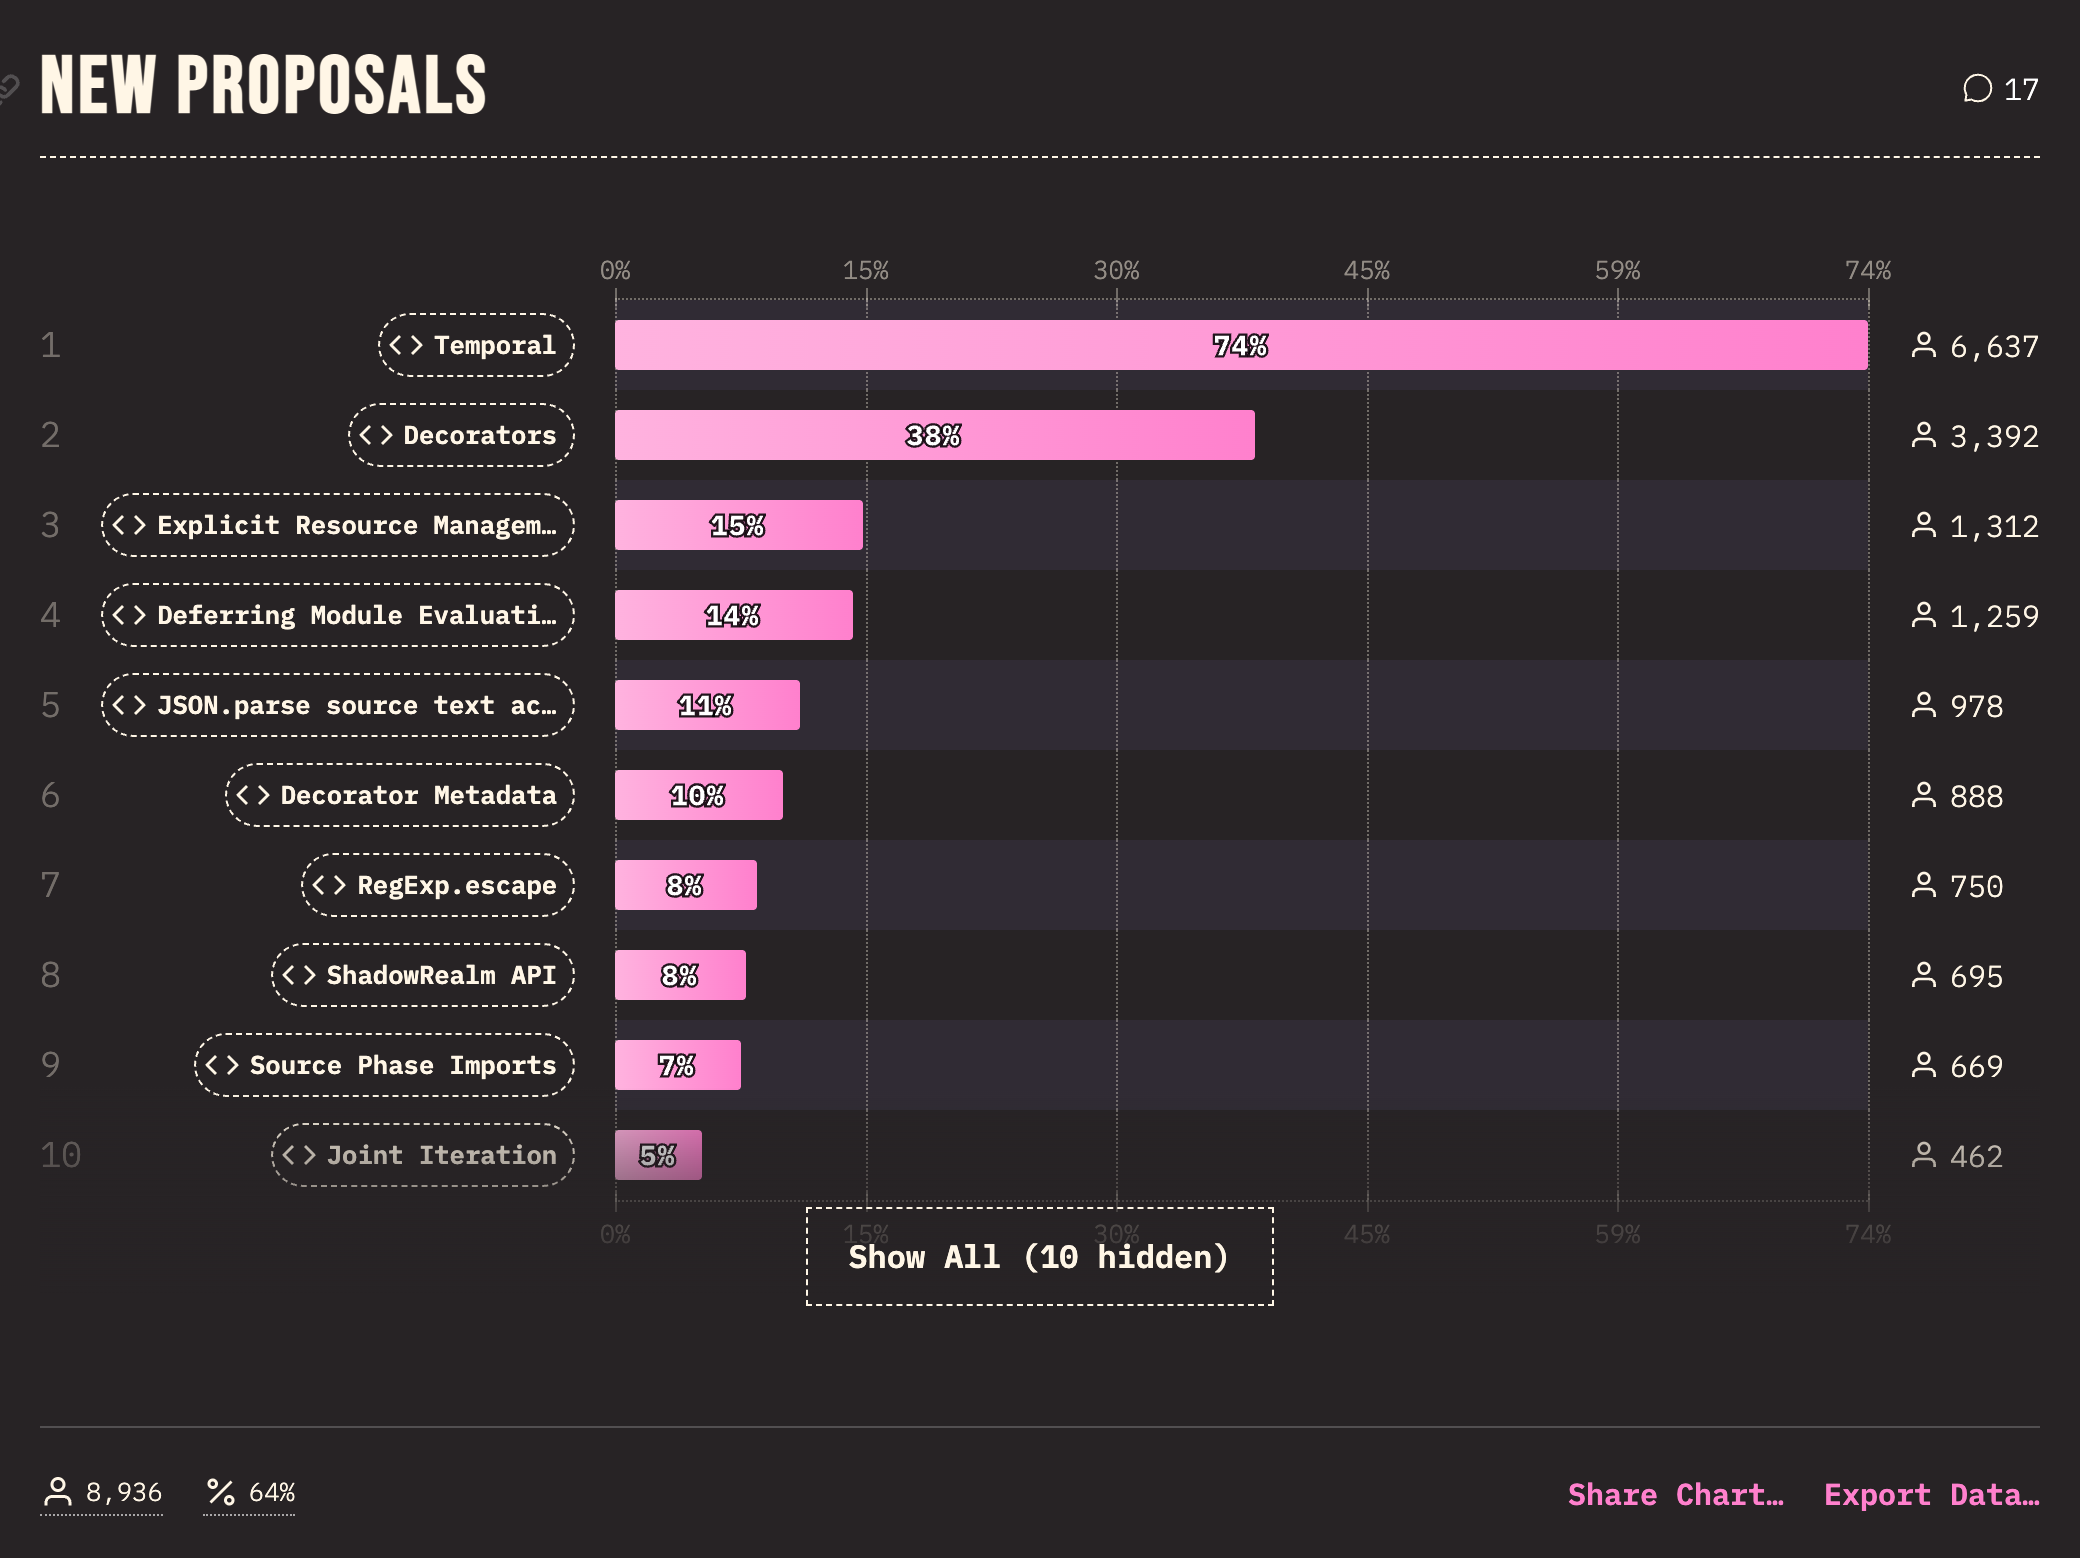 NEW PROPOSALS
17
0% 15% 30% 45% 59% 74%
1 <> Temporal 74% 6,637
2 <> Decorators 38% 3,392
3 <> Explicit Resource Managem… 15% 1,312
4 <> Deferring Module Evaluati… 14% 1,259
5 <> JSON.parse source text ac… 11% 978
6 <> Decorator Metadata 10% 888
7 <> RegExp.escape 8% 750
8 <> ShadowRealm API 8% 695
9 <> Source Phase Imports 7% 669
10 <> Joint Iteration 5% 462
0% 15% 30% 45% 59% 74%
Show All (10 hidden)
8,936 % 64% Share Chart… Export Data…